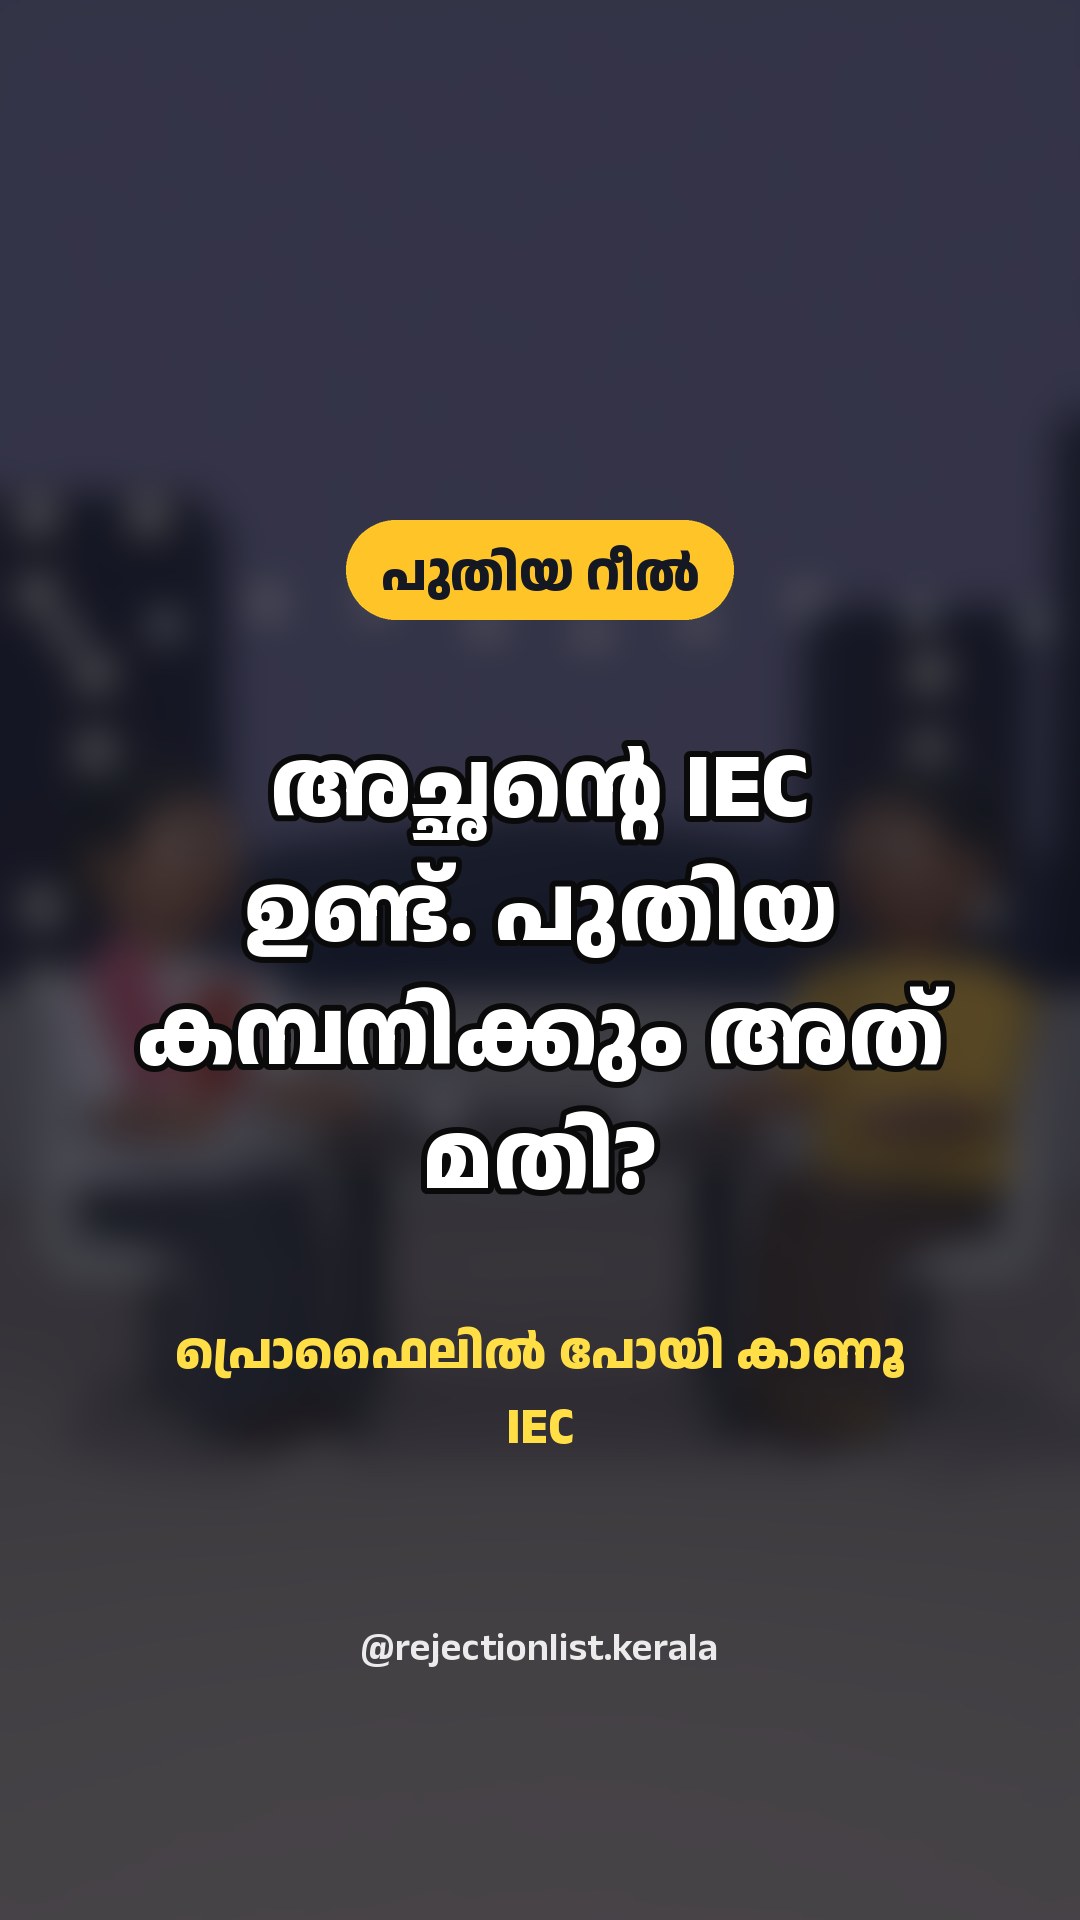 പുതിയ റീൽ
അച്ഛന്റെ IEC
ഉണ്ട്. പുതിയ
കമ്പനിക്കും അത്
മതി?
പ്രൊഫൈലിൽ പോയി കാണൂ
IEC
@rejectionlist.kerala